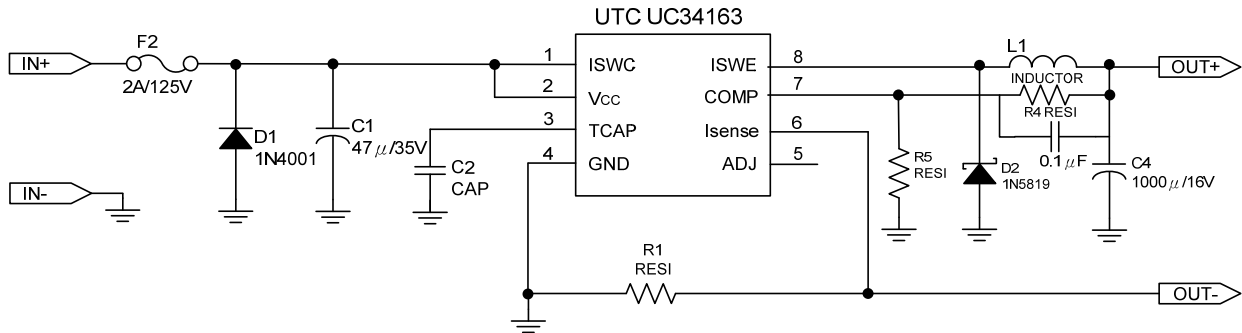 UTC UC34163
F2
IN+
2A/125V
1
ISWC
2
VCC
3
TCAP
4
GND
ISWE
8
COMP
7
Isense
6
ADJ
5
L1
INDUCTOR
R4 RESI
0.1μF
OUT+
D1
1N4001
C1
47μ/35V
C2
CAP
R5
RESI
D2
1N5819
C4
1000μ/16V
IN-
R1
RESI
OUT-